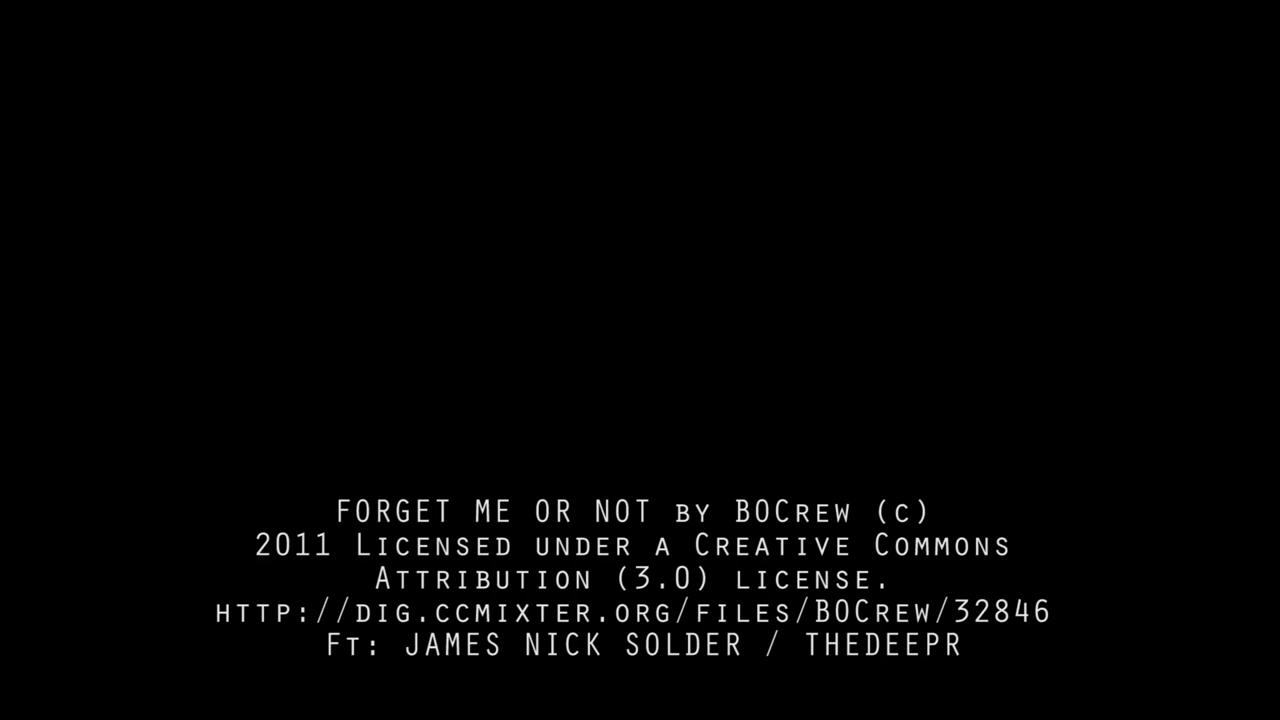 FORGET ME OR NOT by BOCrew (c)
2011 Licensed under a Creative Commons
Attribution (3.0) license.
http://dig.ccmixter.org/files/BOCrew/32846
Ft: JAMES NICK SOLDER / THEDEEPR